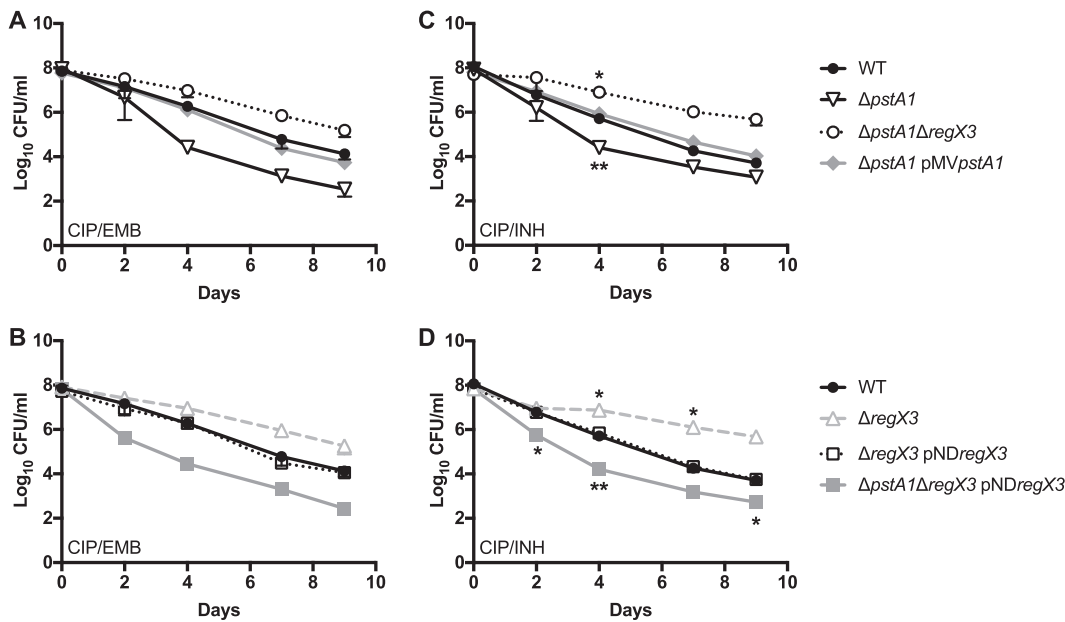 A
10
8
6
4
2
0
Log10 CFU/ml
CIP/EMB
0 2 4 6 8 10
Days
C
10
8
6
4
2
0
Log10 CFU/ml
*
**
CIP/INH
0 2 4 6 8 10
Days
WT
ΔpstA1
ΔpstA1ΔregX3
ΔpstA1 pMVpstA1
B
10
8
6
4
2
0
Log10 CFU/ml
CIP/EMB
0 2 4 6 8 10
Days
D
10
8
6
4
2
0
Log10 CFU/ml
*
*
*
**
*
CIP/INH
0 2 4 6 8 10
Days
WT
ΔregX3
ΔregX3 pNDregX3
ΔpstA1ΔregX3 pNDregX3